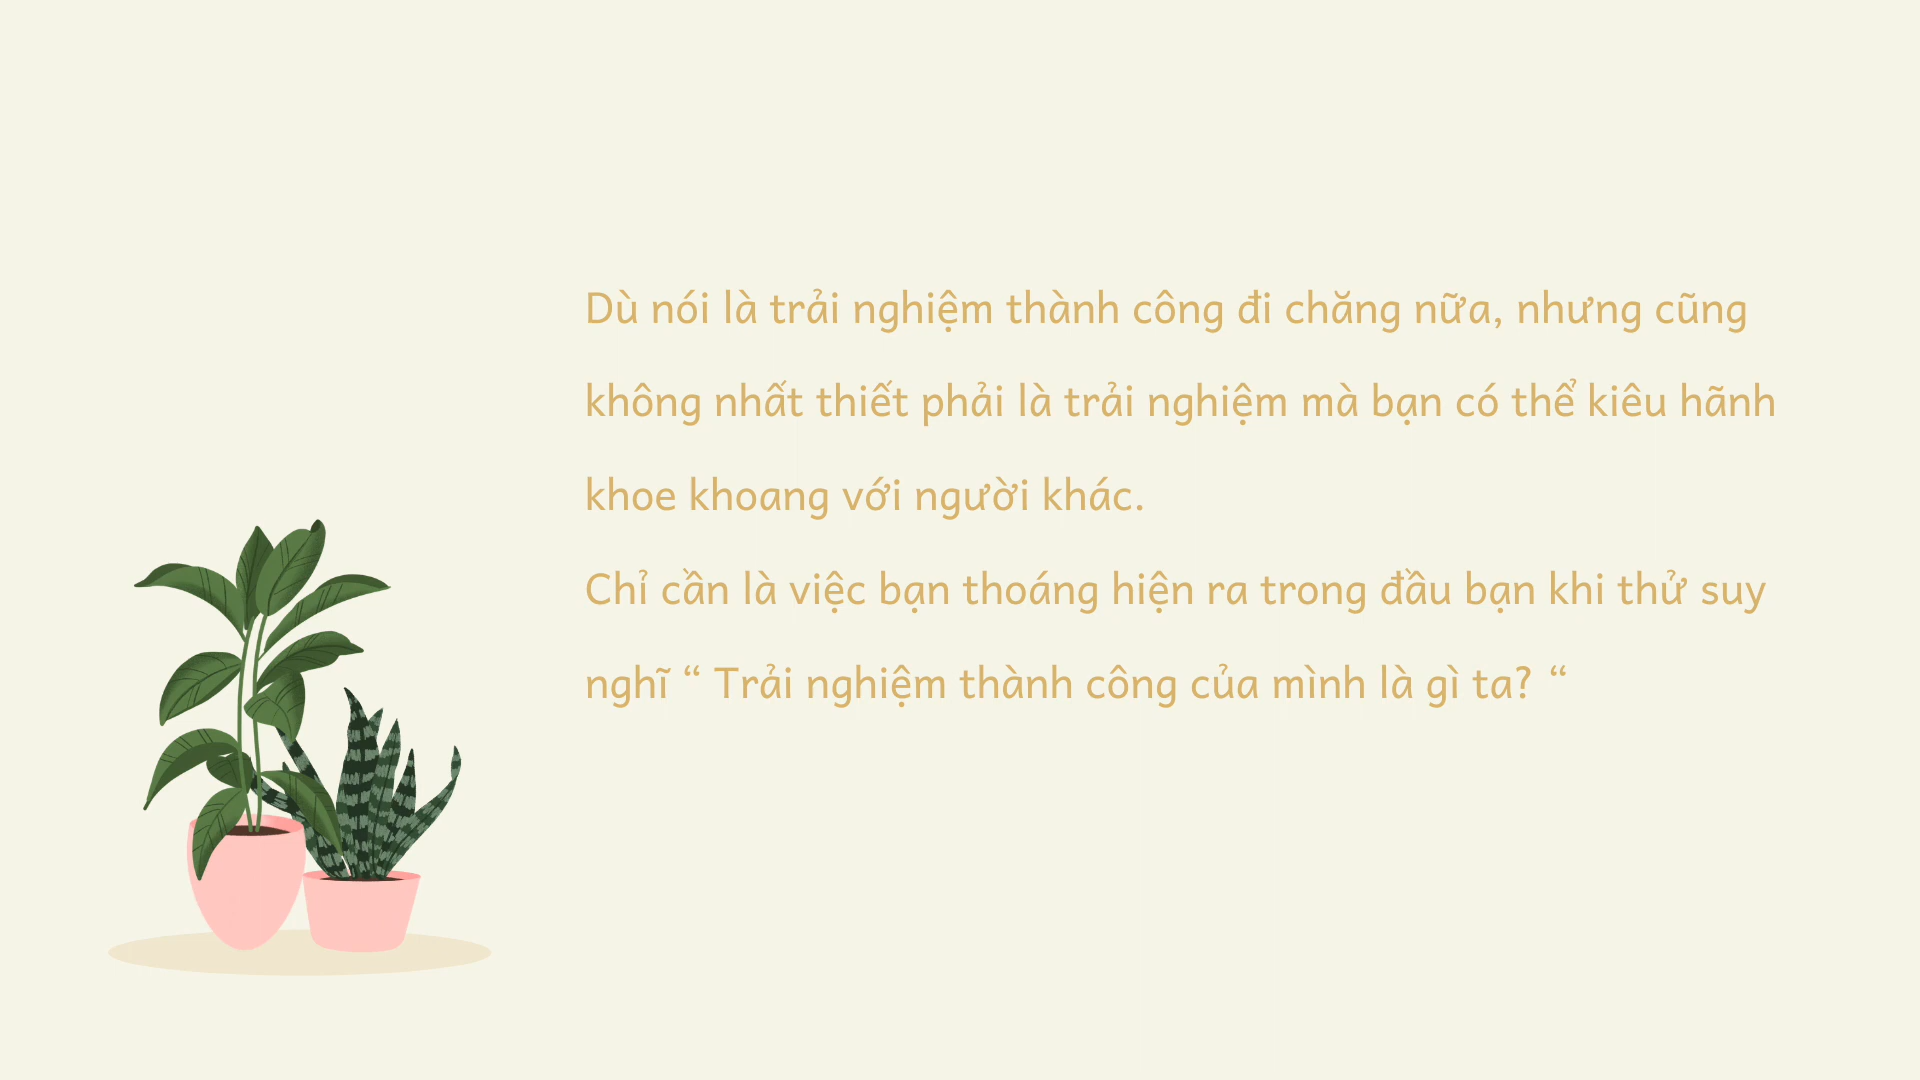 Dù nói là trải nghiệm thành công đi chăng nữa, nhưng cũng
không nhất thiết phải là trải nghiệm mà bạn có thể kiêu hãnh
khoe khoang với người khác.
Chỉ cần là việc bạn thoáng hiện ra trong đầu bạn khi thử suy
nghĩ “ Trải nghiệm thành công của mình là gì ta? “